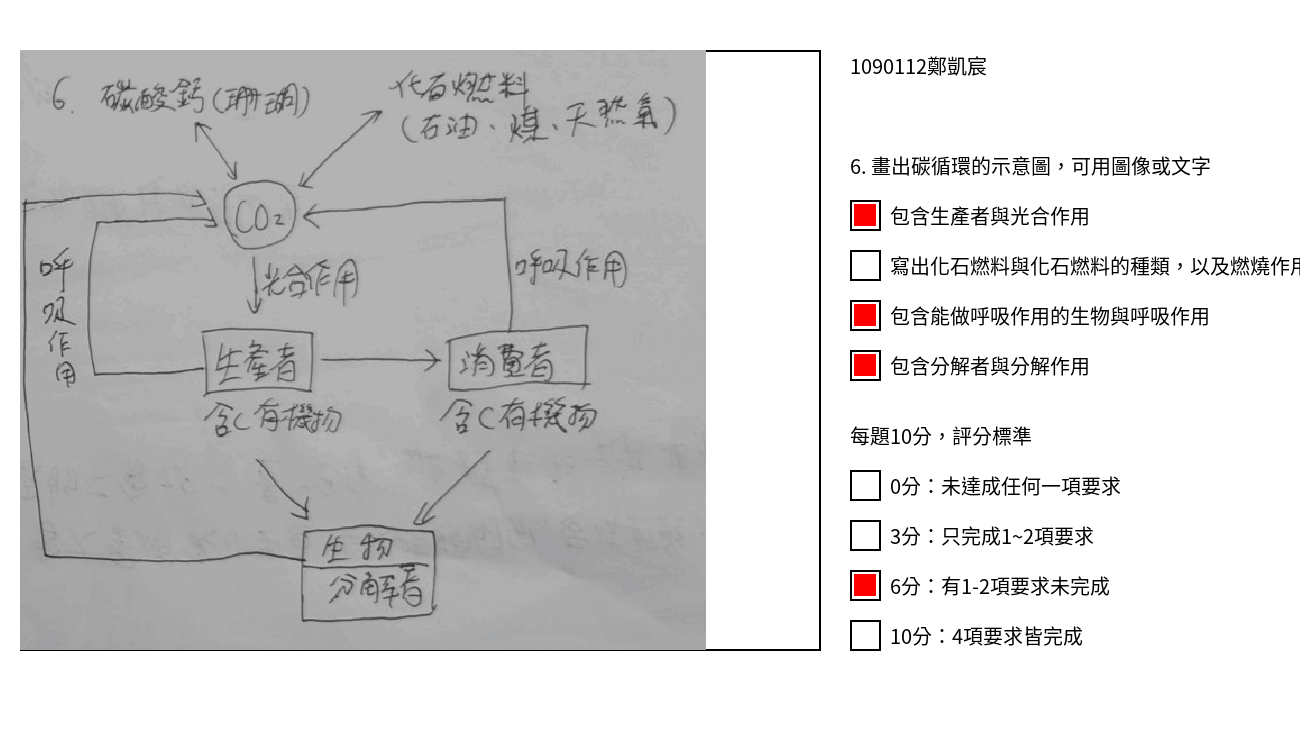 6. 碳酸鈣(珊瑚)
化石燃料
(石油、煤、天然氣)
CO₂
呼吸作用
光合作用
呼吸作用
生產者
消費者
含C有機物
含C有機物
生物
分解者
1090112鄭凱宸
6. 畫出碳循環的示意圖，可用圖像或文字
包含生產者與光合作用
寫出化石燃料與化石燃料的種類，以及燃燒作用
包含能做呼吸作用的生物與呼吸作用
包含分解者與分解作用
每題10分，評分標準
0分：未達成任何一項要求
3分：只完成1~2項要求
6分：有1-2項要求未完成
10分：4項要求皆完成